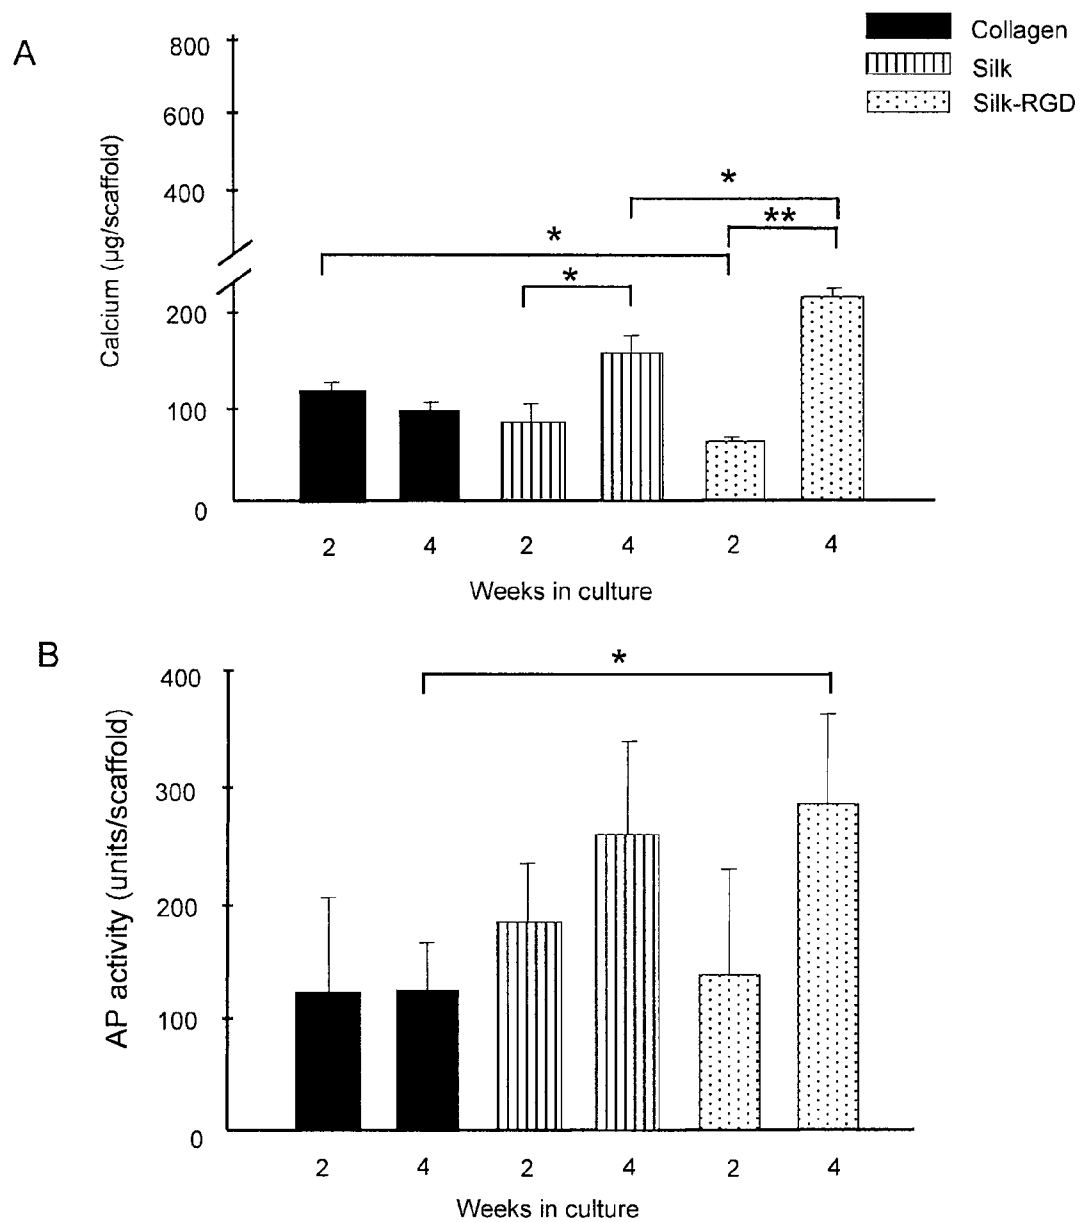 A
Collagen
Silk
Silk-RGD
Calcium (µg/scaffold)
800
600
400
200
100
0
*
**
*
*
2 4 2 4 2 4
Weeks in culture
B
AP activity (units/scaffold)
400
300
200
100
0
*
2 4 2 4 2 4
Weeks in culture